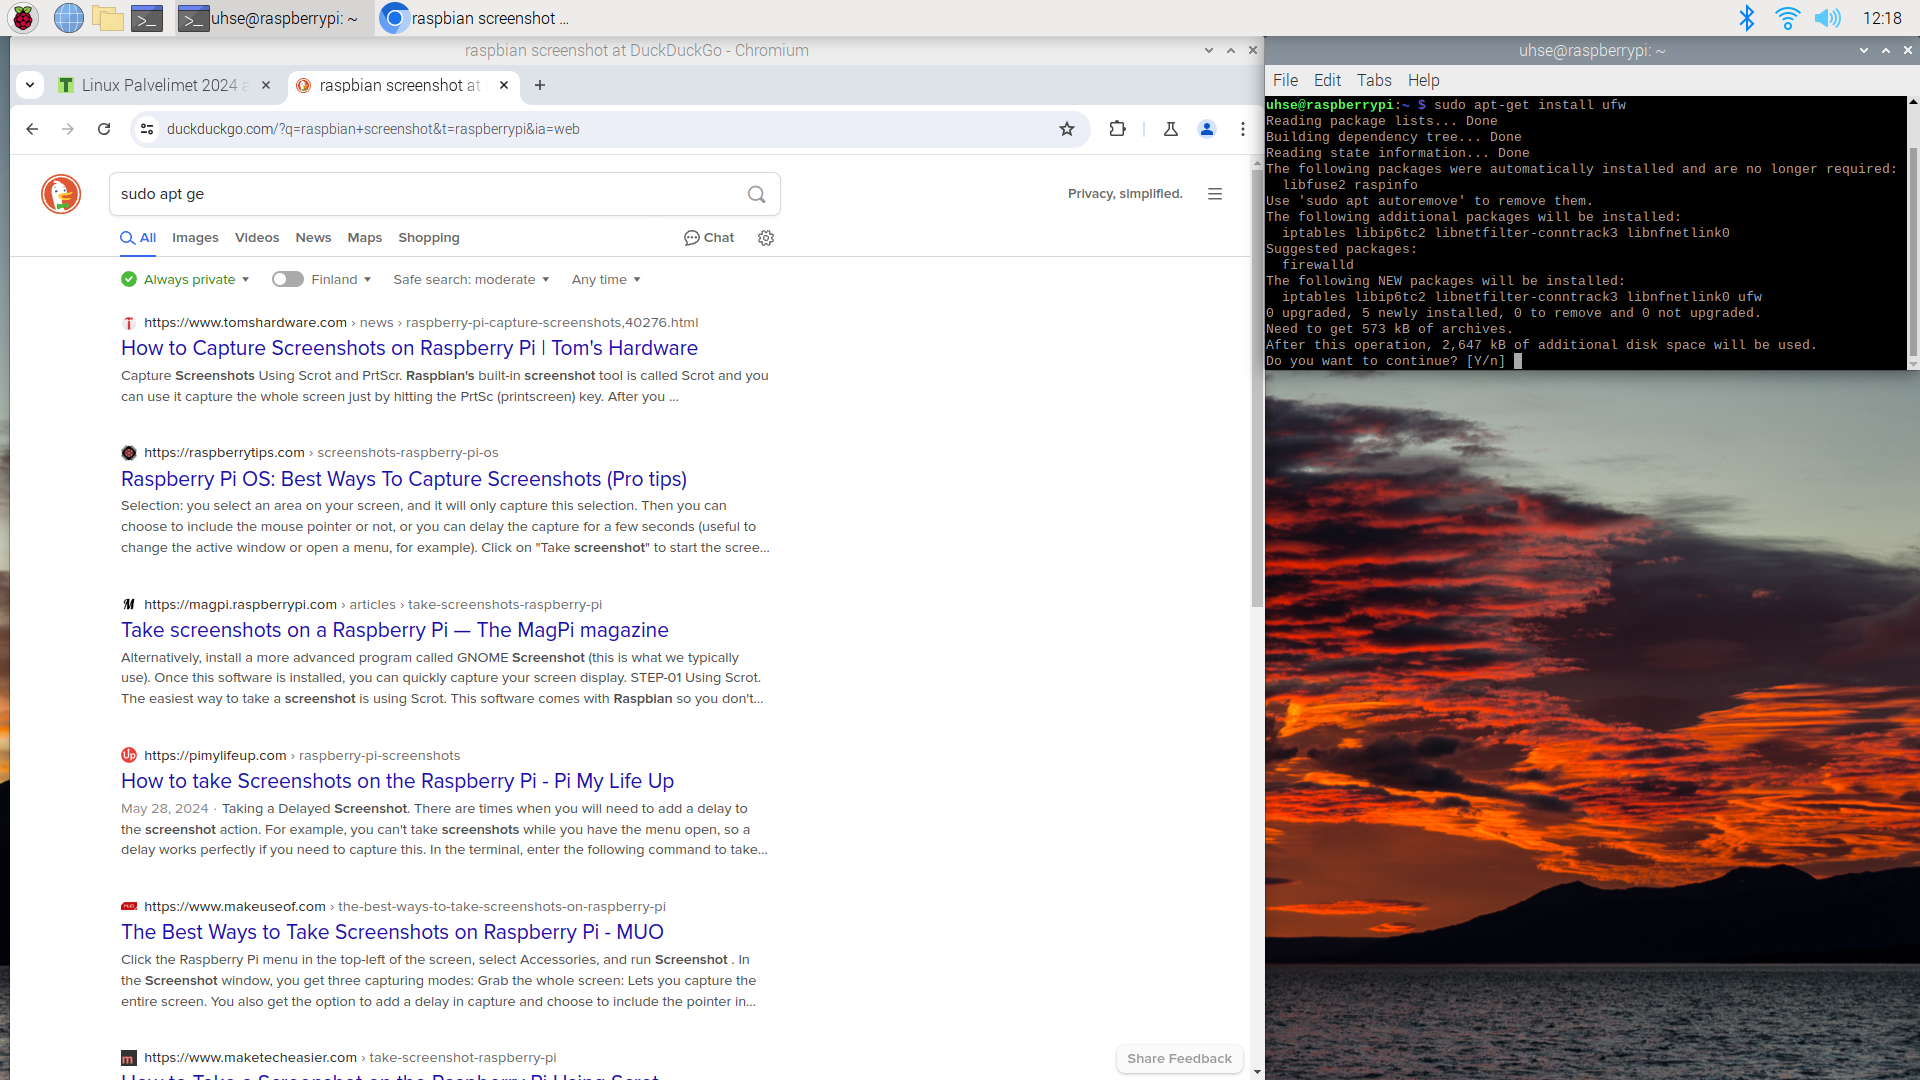 uhse@raspberrypi: ~
raspbian screenshot ...
12:18
raspbian screenshot at DuckDuckGo - Chromium
Linux Palvelimet 2024 a
raspbian screenshot at
duckduckgo.com/?q=raspbian+screenshot&t=raspberrypi&ia=web
sudo apt ge
Privacy, simplified.
All Images Videos News Maps Shopping
Chat
Always private
Finland
Safe search: moderate
Any time
https://www.tomshardware.com › news › raspberry-pi-capture-screenshots,40276.html
How to Capture Screenshots on Raspberry Pi | Tom's Hardware
Capture Screenshots Using Scrot and PrtScr. Raspbian's built-in screenshot tool is called Scrot and you
can use it capture the whole screen just by hitting the PrtSc (printscreen) key. After you ...
https://raspberrytips.com › screenshots-raspberry-pi-os
Raspberry Pi OS: Best Ways To Capture Screenshots (Pro tips)
Selection: you select an area on your screen, and it will only capture this selection. Then you can
choose to include the mouse pointer or not, or you can delay the capture for a few seconds (useful to
change the active window or open a menu, for example). Click on "Take screenshot" to start the scree...
https://magpi.raspberrypi.com › articles › take-screenshots-raspberry-pi
Take screenshots on a Raspberry Pi — The MagPi magazine
Alternatively, install a more advanced program called GNOME Screenshot (this is what we typically
use). Once this software is installed, you can quickly capture your screen display. STEP-01 Using Scrot.
The easiest way to take a screenshot is using Scrot. This software comes with Raspbian so you don't...
Up
https://pimylifeup.com › raspberry-pi-screenshots
How to take Screenshots on the Raspberry Pi - Pi My Life Up
May 28, 2024 · Taking a Delayed Screenshot. There are times when you will need to add a delay to
the screenshot action. For example, you can't take screenshots while you have the menu open, so a
delay works perfectly if you need to capture this. In the terminal, enter the following command to take...
https://www.makeuseof.com › the-best-ways-to-take-screenshots-on-raspberry-pi
The Best Ways to Take Screenshots on Raspberry Pi - MUO
Click the Raspberry Pi menu in the top-left of the screen, select Accessories, and run Screenshot . In
the Screenshot window, you get three capturing modes: Grab the whole screen: Lets you capture the
entire screen. You also get the option to add a delay in capture and choose to include the pointer in...
m
https://www.maketecheasier.com › take-screenshot-raspberry-pi
How to Take a Screenshot on the Raspberry Pi Using Scrot
Share Feedback
uhse@raspberrypi: ~
File Edit Tabs Help
uhse@raspberrypi:~ $ sudo apt-get install ufw
Reading package lists... Done
Building dependency tree... Done
Reading state information... Done
The following packages were automatically installed and are no longer required:
libfuse2 raspinfo
Use 'sudo apt autoremove' to remove them.
The following additional packages will be installed:
iptables libip6tc2 libnetfilter-conntrack3 libnfnetlink0
Suggested packages:
firewalld
The following NEW packages will be installed:
iptables libip6tc2 libnetfilter-conntrack3 libnfnetlink0 ufw
0 upgraded, 5 newly installed, 0 to remove and 0 not upgraded.
Need to get 573 kB of archives.
After this operation, 2,647 kB of additional disk space will be used.
Do you want to continue? [Y/n]